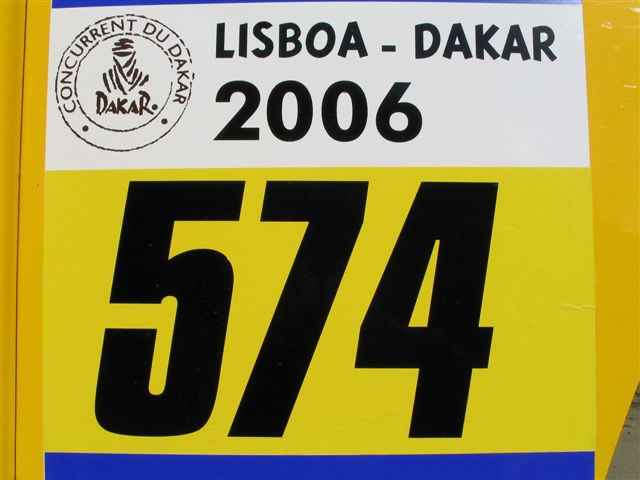 CONCURRENT DU DAKAR
DAKAR
LISBOA - DAKAR
2006
574